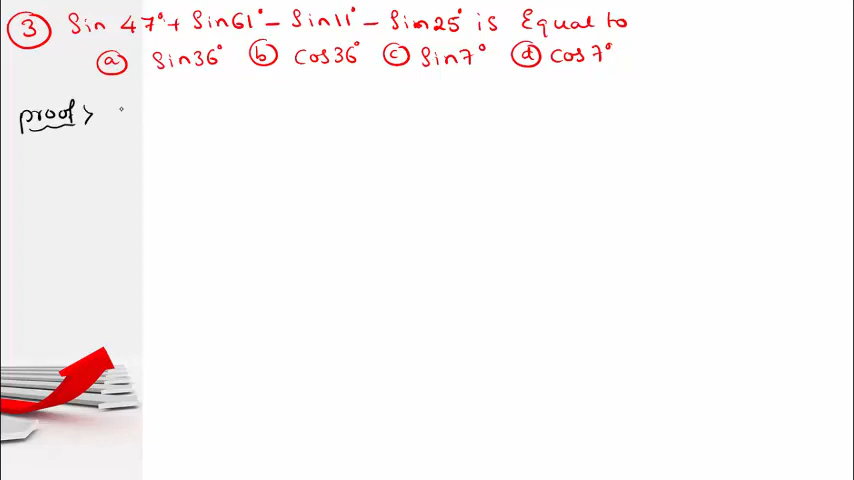 ③ Sin 47° + Sin61° - Sin11° - Sin25° is Equal to
ⓐ Sin36° ⓑ Cos36° ⓒ Sin7° ⓓ Cos7°
proof >